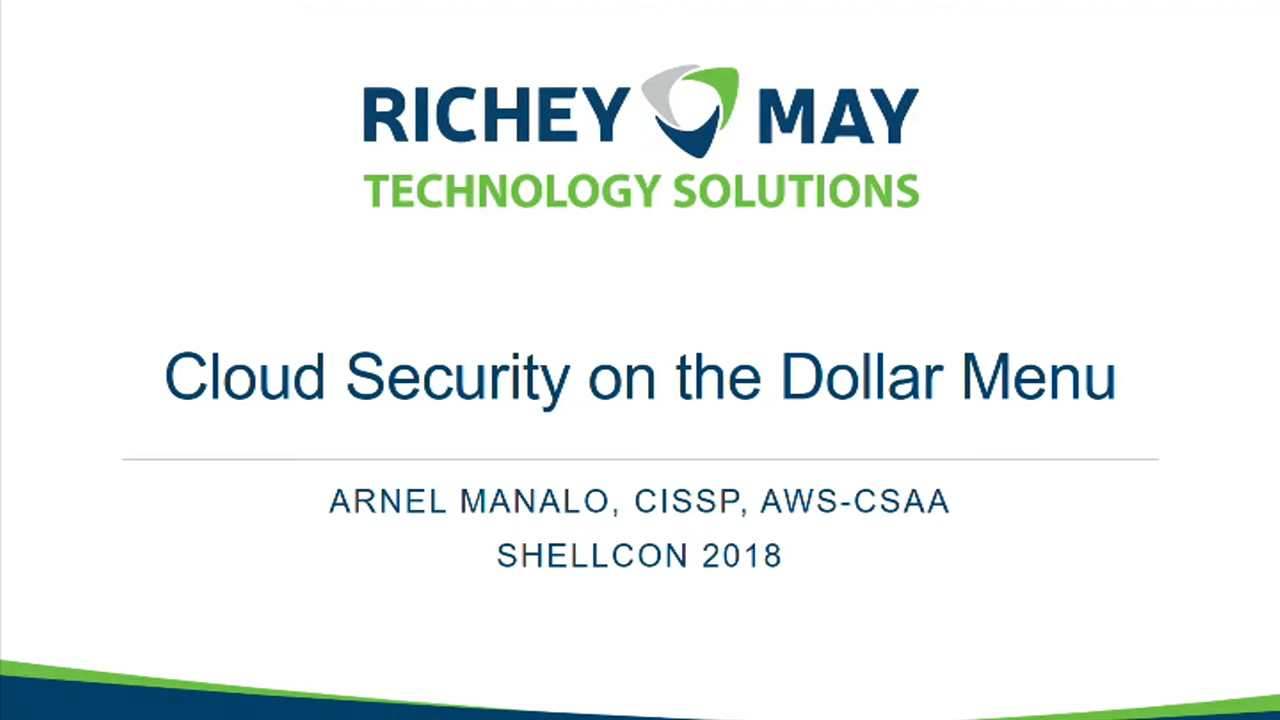 RICHEY MAY
TECHNOLOGY SOLUTIONS
Cloud Security on the Dollar Menu
ARNEL MANALO, CISSP, AWS-CSAA
SHELLCON 2018